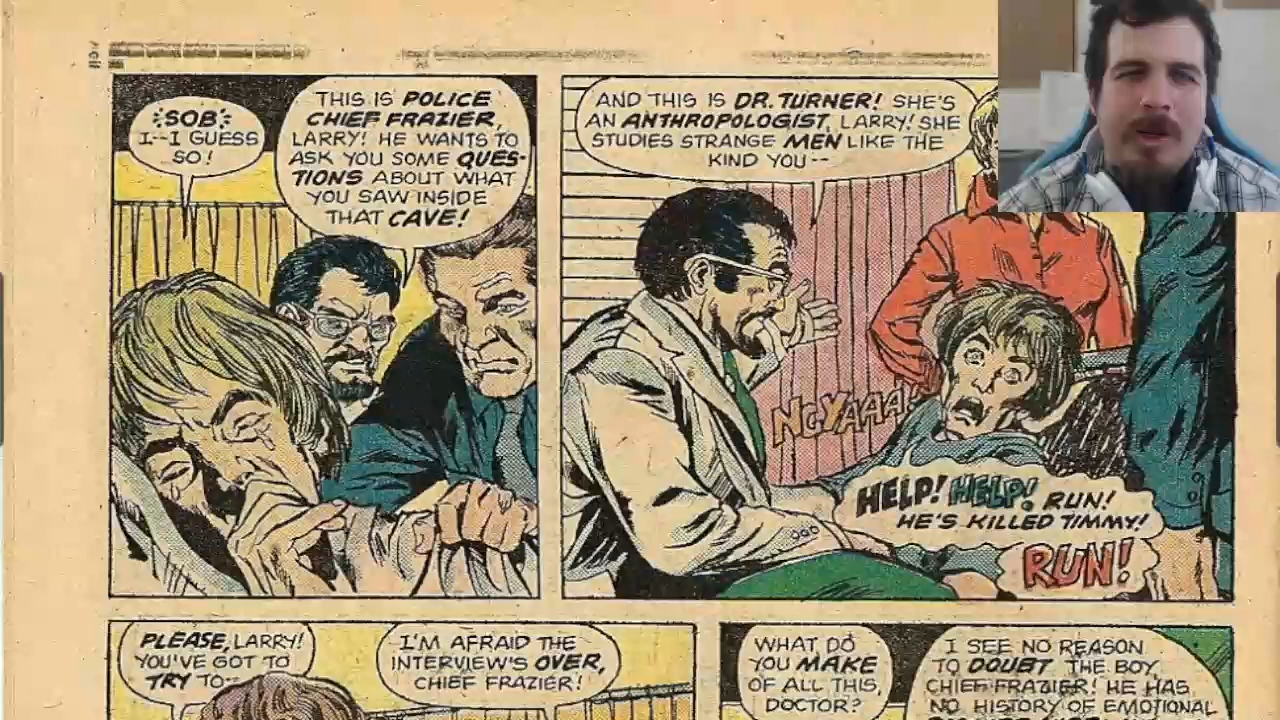 SOB
I--I GUESS
SO!
THIS IS POLICE
CHIEF FRAZIER,
LARRY! HE WANTS TO
ASK YOU SOME QUES-
TIONS ABOUT WHAT
YOU SAW INSIDE
THAT CAVE!
AND THIS IS DR. TURNER! SHE'S
AN ANTHROPOLOGIST, LARRY! SHE
STUDIES STRANGE MEN LIKE THE
KIND YOU--
HELP! HELP! RUN!
HE'S KILLED TIMMY!
RUN!
PLEASE, LARRY!
YOU'VE GOT TO
TRY TO--
I'M AFRAID THE
INTERVIEW'S OVER,
CHIEF FRAZIER!
WHAT DO
YOU MAKE
OF ALL THIS,
DOCTOR?
I SEE NO REASON
TO DOUBT THE BOY,
CHIEF FRAZIER! HE HAS
NO HISTORY OF EMOTIONAL